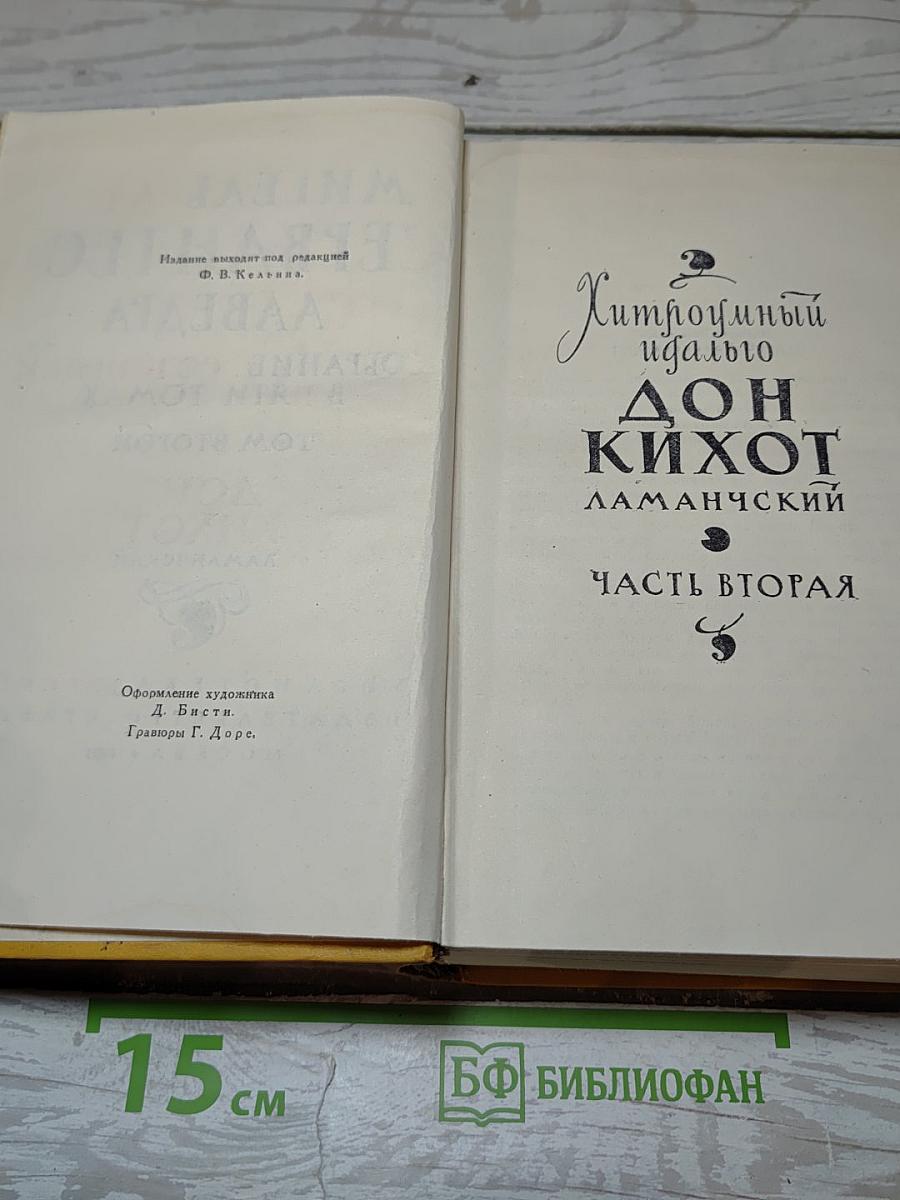 Издание выходит под редакцией
Ф. В. Кельина.
Оформление художника
Д. Бисти.
Гравюры Г. Доре.
Хитроумный
идальго
ДОН
КИХОТ
ЛАМАНЧСКИЙ
ЧАСТЬ ВТОРАЯ
15 см
БФ БИБЛИОФАН